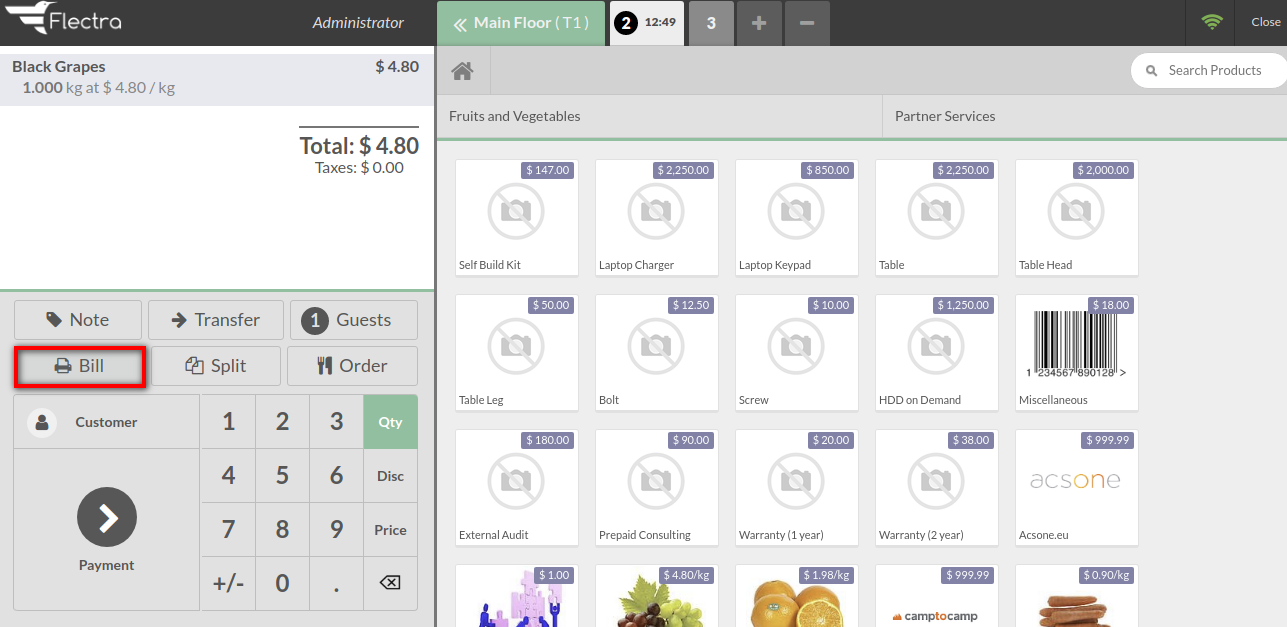 Flectra
Administrator
Main Floor ( T1 )
2 12:49
3
+
−
Close
Black Grapes $ 4.80
1.000 kg at $ 4.80 / kg
Total: $ 4.80
Taxes: $ 0.00
Note
Transfer
1 Guests
Bill
Split
Order
Customer
Payment
1 2 3 Qty
4 5 6 Disc
7 8 9 Price
+/- 0 .
Search Products
Fruits and Vegetables
Partner Services
$ 147.00
Self Build Kit
$ 2,250.00
Laptop Charger
$ 850.00
Laptop Keypad
$ 2,250.00
Table
$ 2,000.00
Table Head
$ 50.00
Table Leg
$ 12.50
Bolt
$ 10.00
Screw
$ 1,250.00
HDD on Demand
$ 18.00
1 234567 890128 >
Miscellaneous
$ 180.00
External Audit
$ 90.00
Prepaid Consulting
$ 20.00
Warranty (1 year)
$ 38.00
Warranty (2 year)
$ 999.99
acsone
Acsone.eu
$ 1.00
$ 4.80/kg
$ 1.98/kg
$ 999.99
camptocamp
$ 0.90/kg